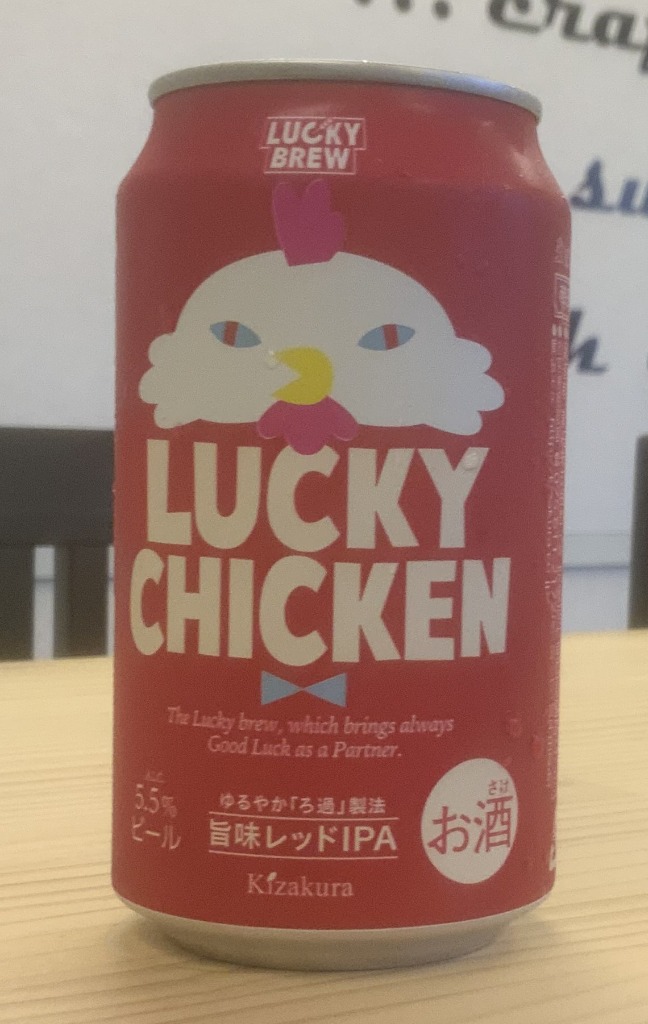 LUCKY
BREW
LUCKY
CHICKEN
The Lucky brew, which brings always
Good Luck as a Partner.
ALC.
5.5%
ビール
ゆるやか「ろ過」製法
旨味レッドIPA
Kizakura
さけ
お酒